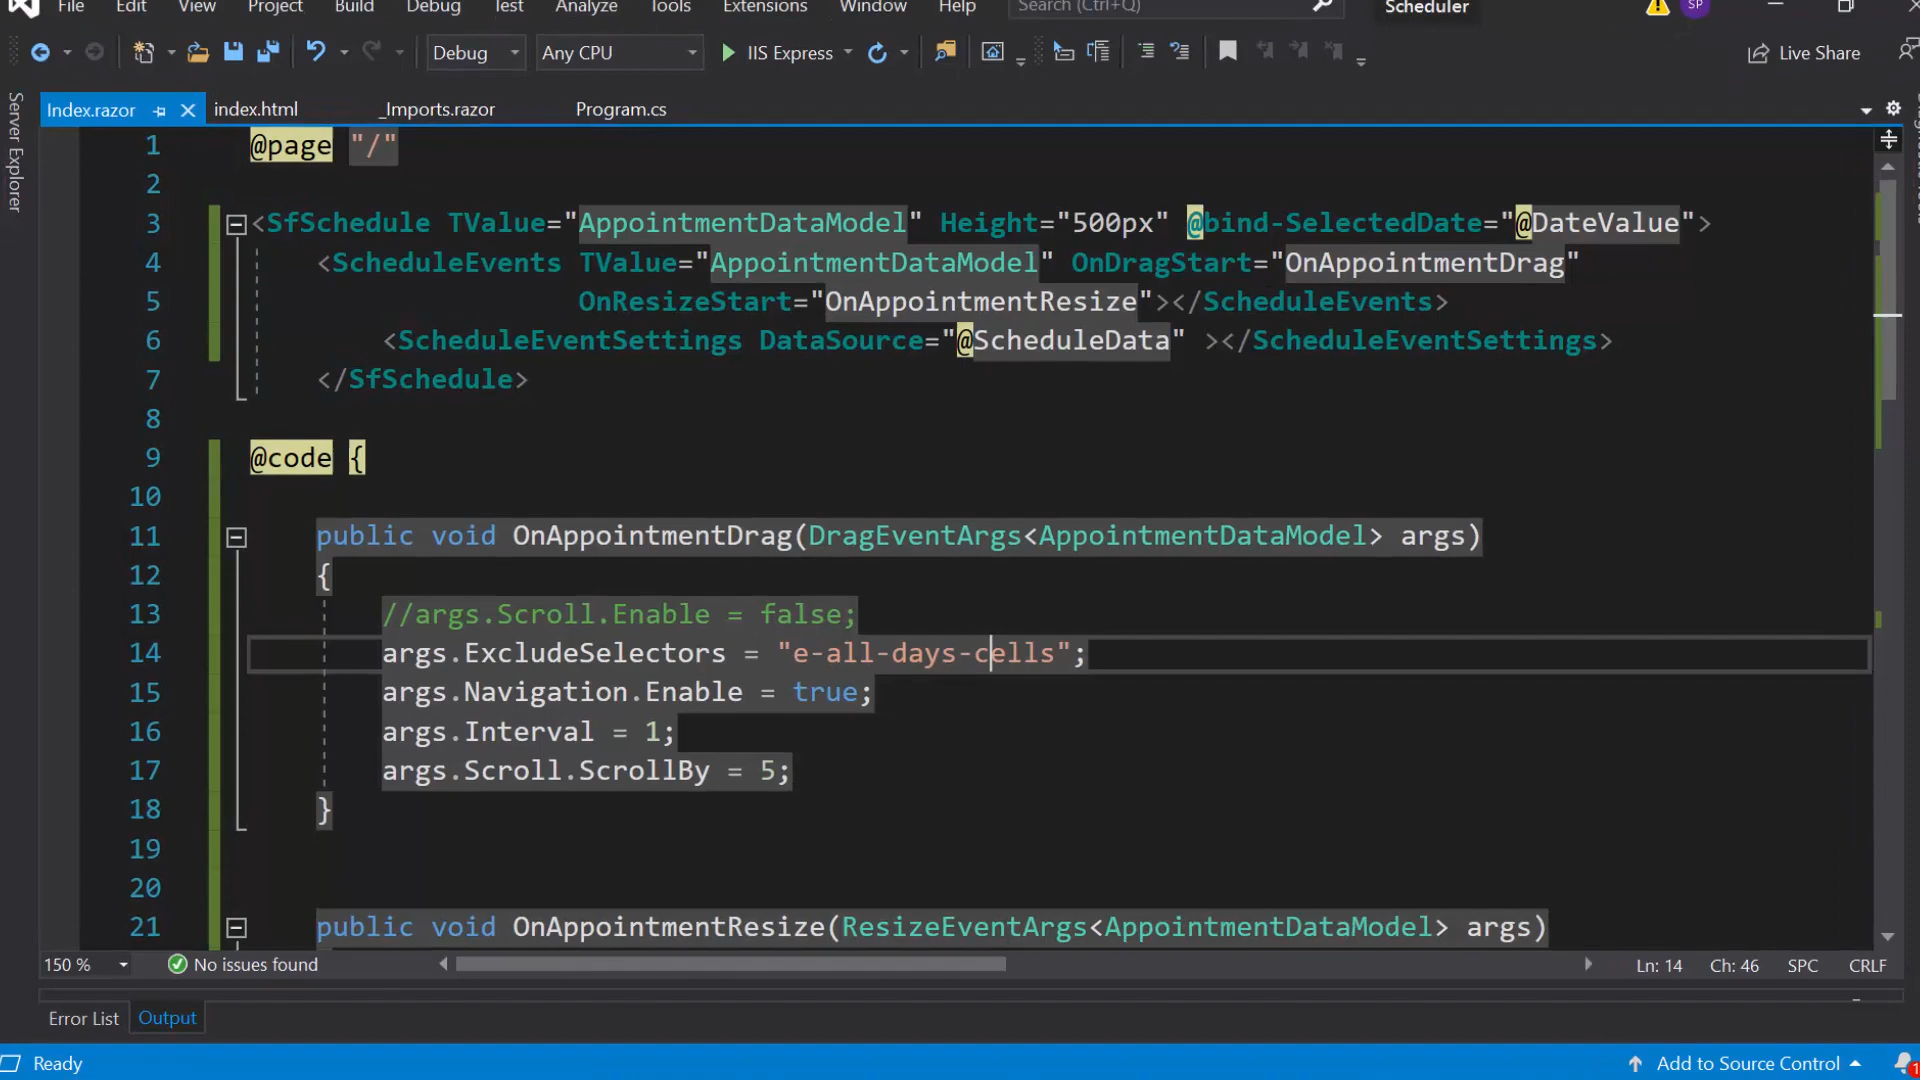 File Edit View Project Build Debug Test Analyze Tools Extensions Window Help Search (Ctrl+Q) Scheduler SP
Debug Any CPU IIS Express Live Share
Server Explorer
Index.razor index.html _Imports.razor Program.cs
1 @page "/"
2
3 <SfSchedule TValue="AppointmentDataModel" Height="500px" @bind-SelectedDate="@DateValue">
4 <ScheduleEvents TValue="AppointmentDataModel" OnDragStart="OnAppointmentDrag"
5 OnResizeStart="OnAppointmentResize"></ScheduleEvents>
6 <ScheduleEventSettings DataSource="@ScheduleData" ></ScheduleEventSettings>
7 </SfSchedule>
8
9 @code {
10
11 public void OnAppointmentDrag(DragEventArgs<AppointmentDataModel> args)
12 {
13 //args.Scroll.Enable = false;
14 args.ExcludeSelectors = "e-all-days-cells";
15 args.Navigation.Enable = true;
16 args.Interval = 1;
17 args.Scroll.ScrollBy = 5;
18 }
19
20
21 public void OnAppointmentResize(ResizeEventArgs<AppointmentDataModel> args)
150 % No issues found Ln: 14 Ch: 46 SPC CRLF
Error List Output
Ready Add to Source Control 1